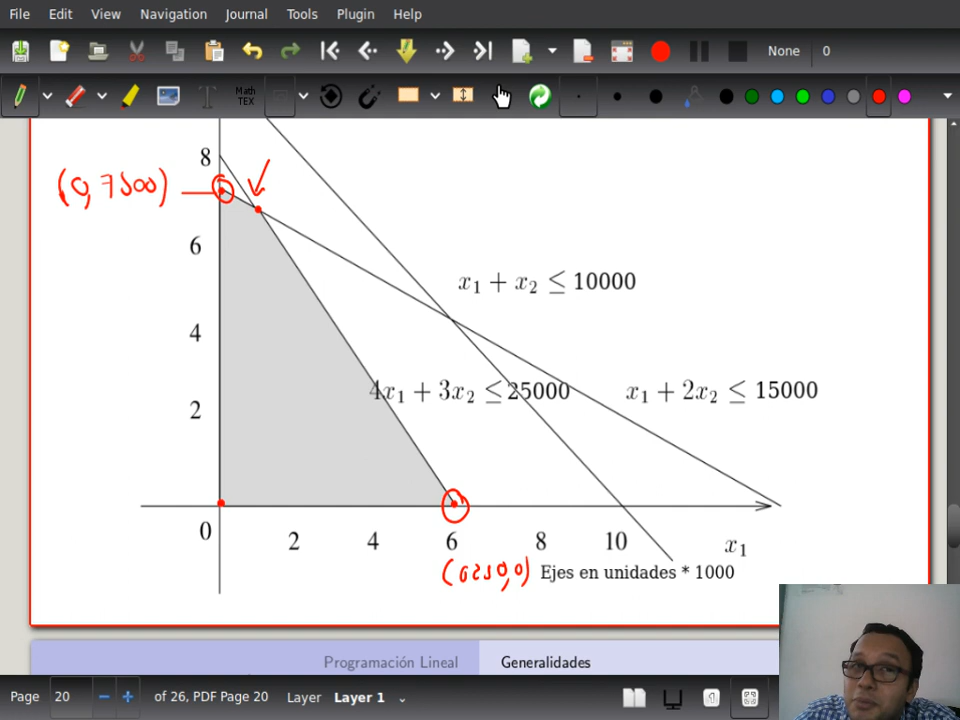 File Edit View Navigation Journal Tools Plugin Help
None 0
T Math TEX
8
(0, 7500)
6
x₁ + x₂ ≤ 10000
4
4x₁ + 3x₂ ≤ 25000
x₁ + 2x₂ ≤ 15000
2
0 2 4 6 8 10 x₁
(6250,0) Ejes en unidades * 1000
Programación Lineal Generalidades
Page 20 of 26, PDF Page 20 Layer Layer 1